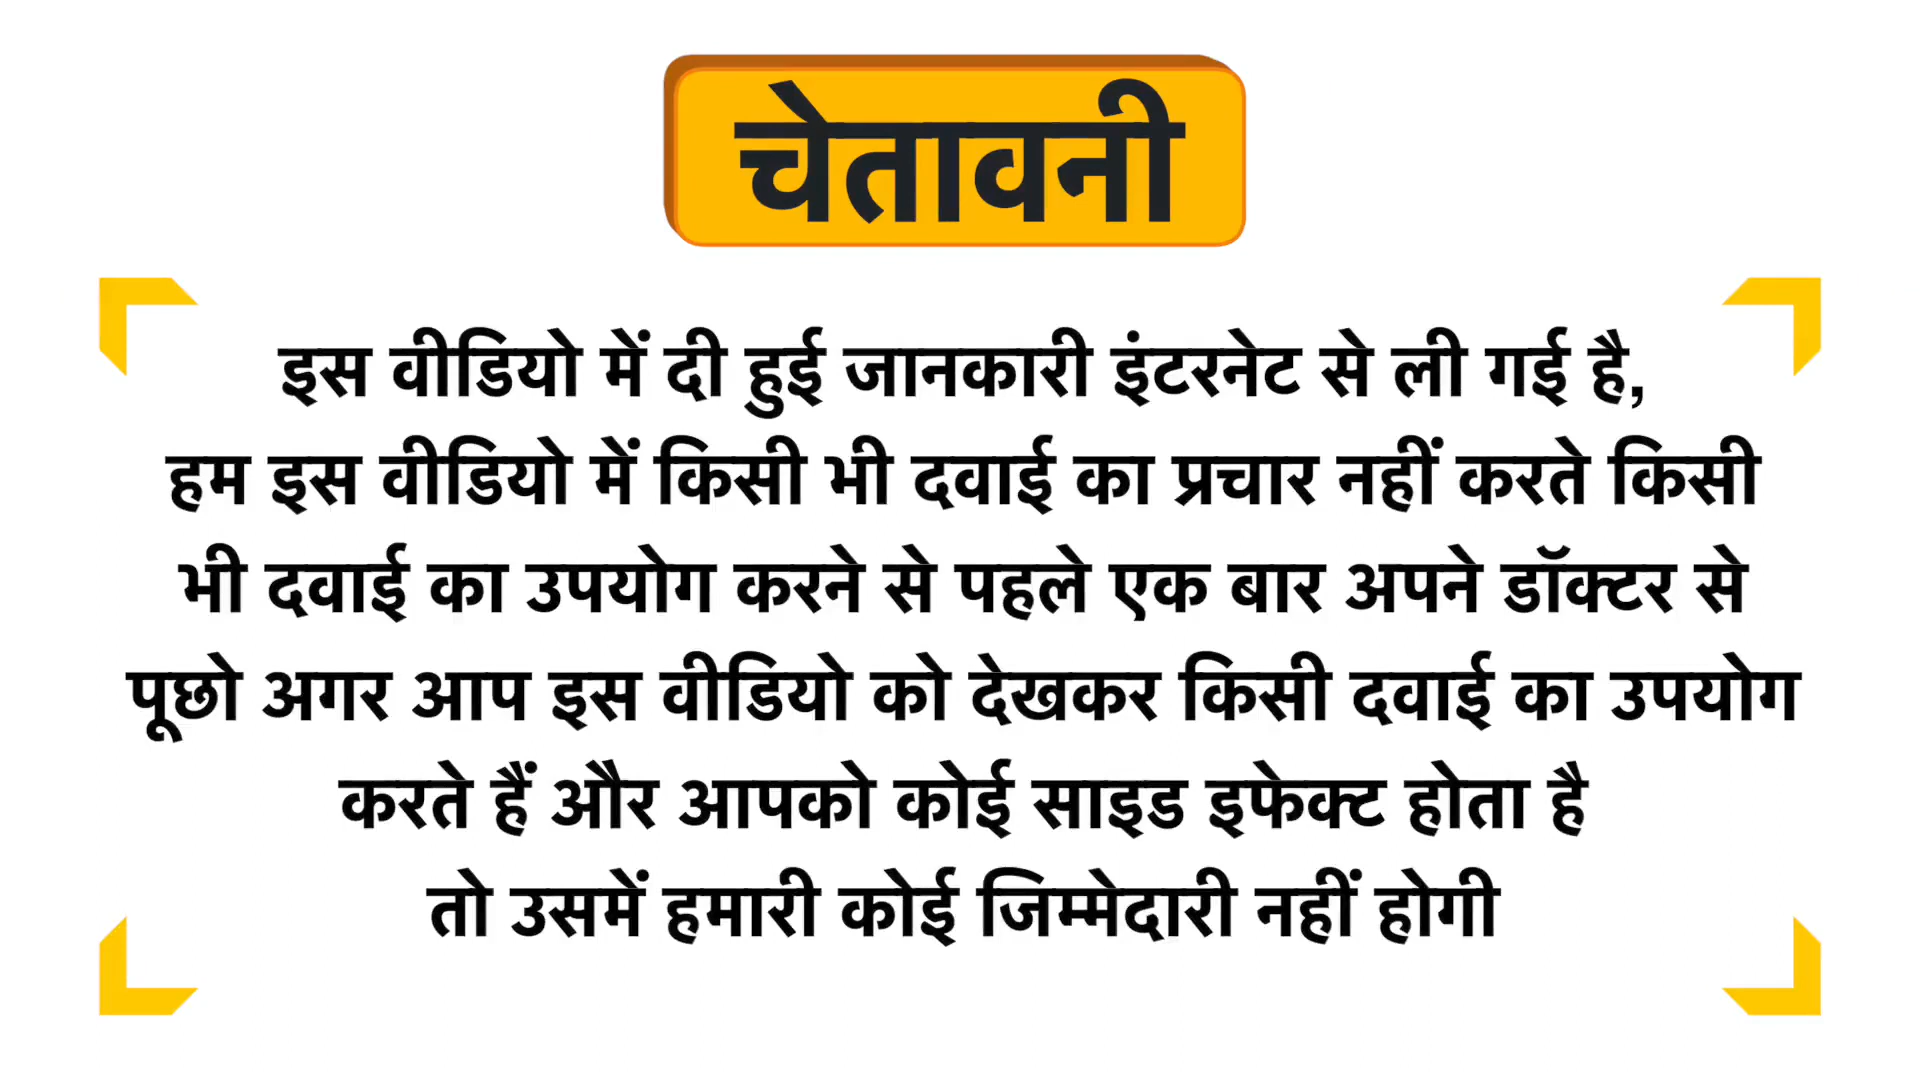 चेतावनी
इस वीडियो में दी हुई जानकारी इंटरनेट से ली गई है,
हम इस वीडियो में किसी भी दवाई का प्रचार नहीं करते किसी
भी दवाई का उपयोग करने से पहले एक बार अपने डॉक्टर से
पूछो अगर आप इस वीडियो को देखकर किसी दवाई का उपयोग
करते हैं और आपको कोई साइड इफेक्ट होता है
तो उसमें हमारी कोई जिम्मेदारी नहीं होगी